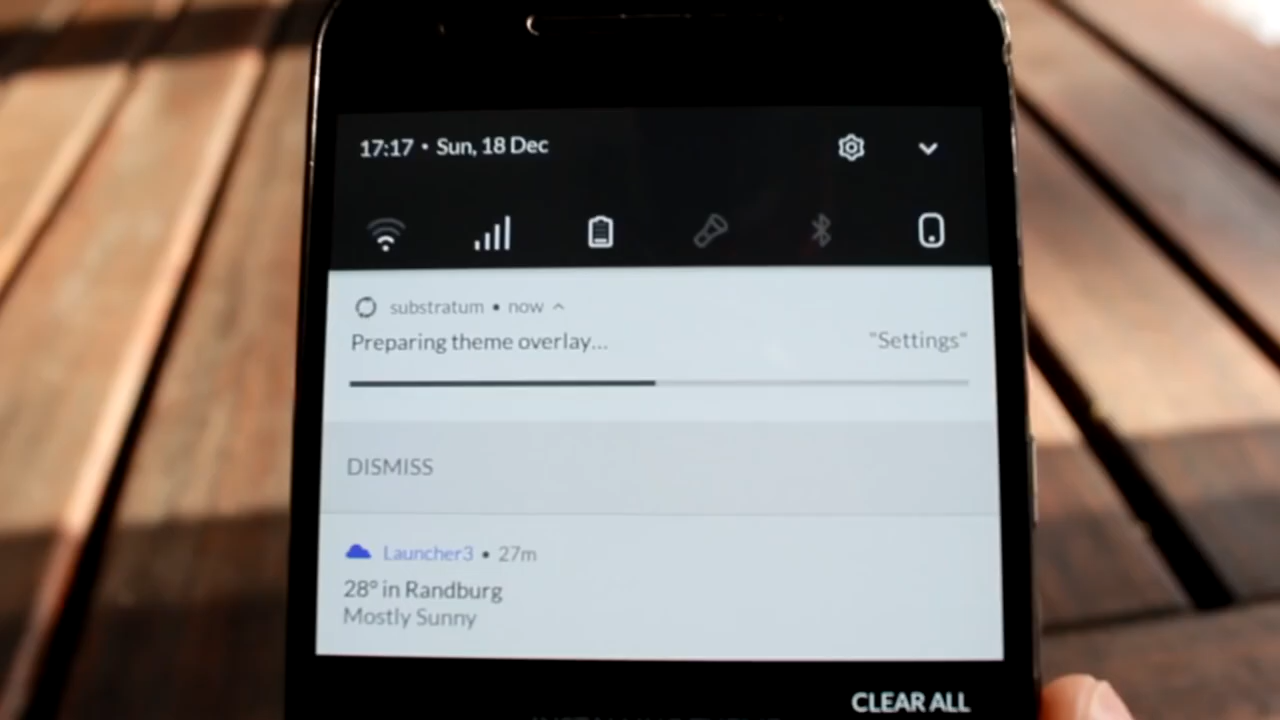 17:17 • Sun, 18 Dec
substratum • now
Preparing theme overlay... "Settings"
DISMISS
Launcher3 • 27m
28° in Randburg
Mostly Sunny
CLEAR ALL